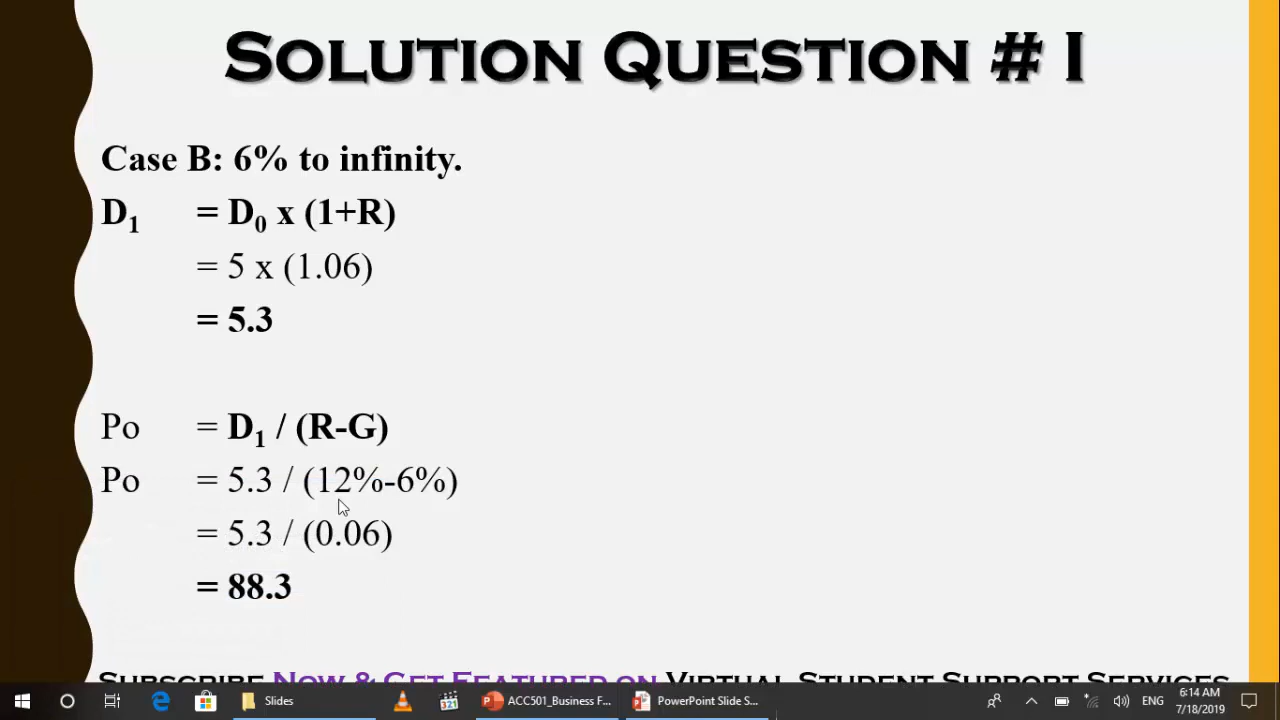 SOLUTION QUESTION # 1
Case B: 6% to infinity.
D₁ = D₀ x (1+R)
= 5 x (1.06)
= 5.3
Po = D₁ / (R-G)
Po = 5.3 / (12%-6%)
= 5.3 / (0.06)
= 88.3
SUBSCRIBE NOW & GET FEATURED ON VIRTUAL STUDENT SUPPORT SERVICES
Slides
321
ACC501_Business F...
PowerPoint Slide S...
ENG
6:14 AM
7/18/2019